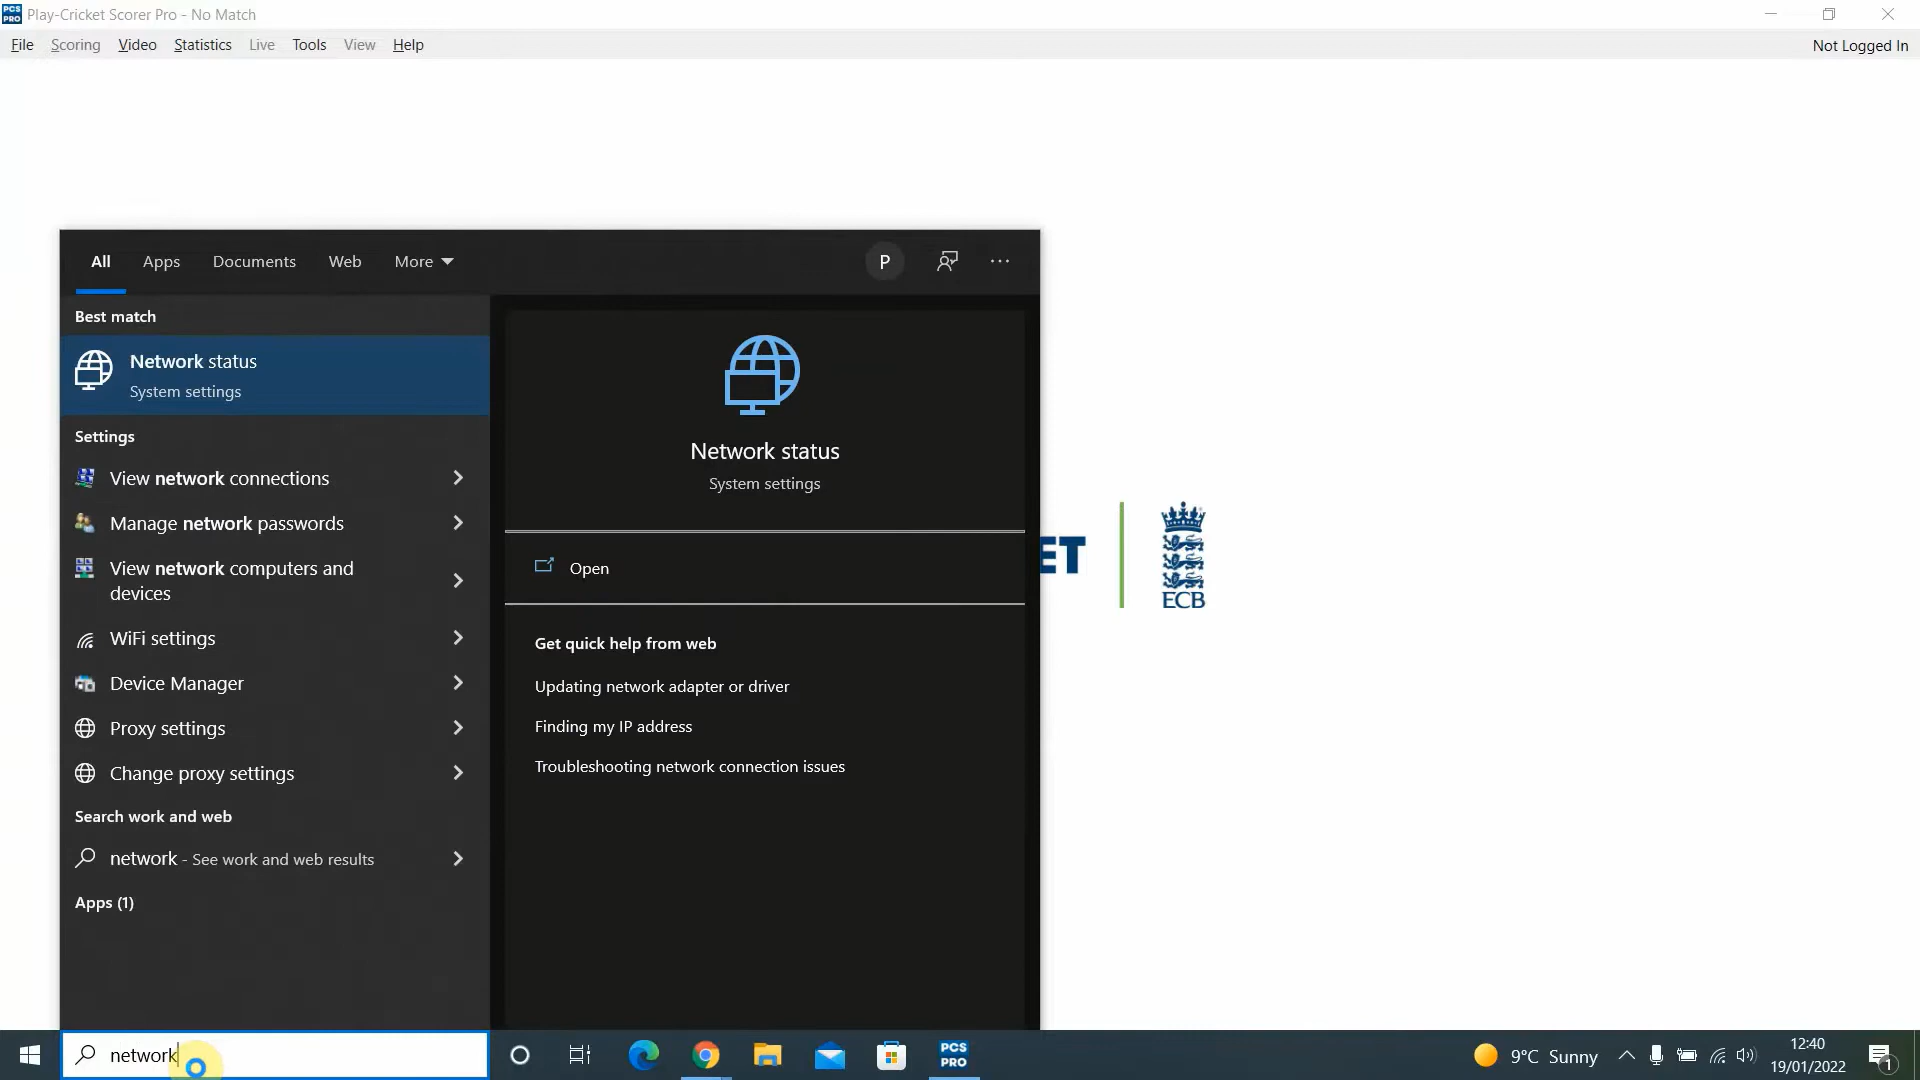 Play-Cricket Scorer Pro - No Match
File Scoring Video Statistics Live Tools View Help
Not Logged In
All Apps Documents Web More
P
Best match
Network status
System settings
Settings
View network connections
Manage network passwords
View network computers and
devices
WiFi settings
Device Manager
Proxy settings
Change proxy settings
Search work and web
network - See work and web results
Apps (1)
Network status
System settings
Open
Get quick help from web
Updating network adapter or driver
Finding my IP address
Troubleshooting network connection issues
ET
ECB
network
PCS
PRO
9°C Sunny
12:40
19/01/2022
1